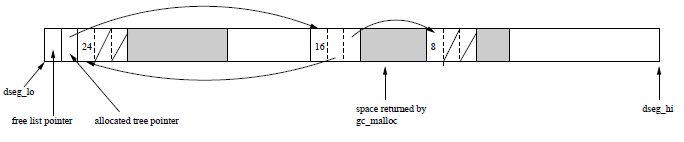 24
16
8
dseg_lo
free list pointer
allocated tree pointer
space returned by
gc_malloc
dseg_hi